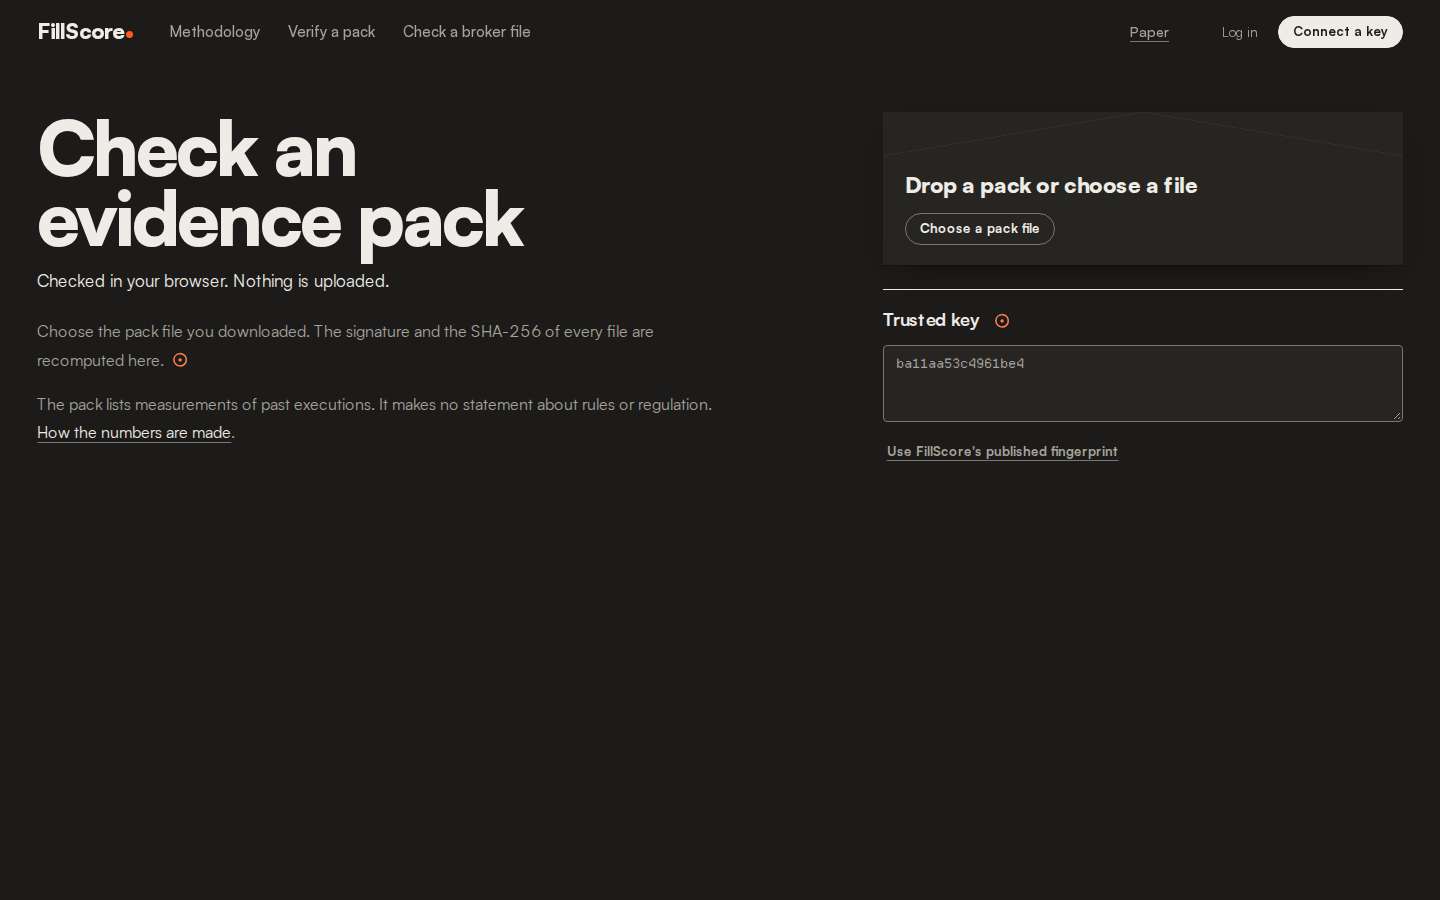 FillScore
Methodology
Verify a pack
Check a broker file
Paper
Log in
Connect a key
Check an
evidence pack
Checked in your browser. Nothing is uploaded.
Choose the pack file you downloaded. The signature and the SHA-256 of every file are
recomputed here.
The pack lists measurements of past executions. It makes no statement about rules or regulation.
How the numbers are made.
Drop a pack or choose a file
Choose a pack file
Trusted key
ba11aa53c4961be4
Use FillScore's published fingerprint